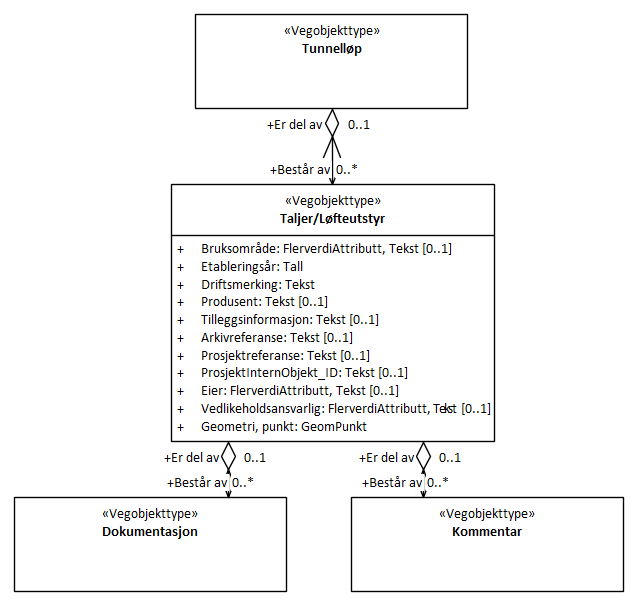 «Vegobjekttype»
Tunnelløp
+Er del av 0..1
+Består av 0..*
«Vegobjekttype»
Taljer/Løfteutstyr
+ Bruksområde: FlerverdiAttributt, Tekst [0..1]
+ Etableringsår: Tall
+ Driftsmerking: Tekst
+ Produsent: Tekst [0..1]
+ Tilleggsinformasjon: Tekst [0..1]
+ Arkivreferanse: Tekst [0..1]
+ Prosjektreferanse: Tekst [0..1]
+ ProsjektInternObjekt_ID: Tekst [0..1]
+ Eier: FlerverdiAttributt, Tekst [0..1]
+ Vedlikeholdsansvarlig: FlerverdiAttributt, Tekst [0..1]
+ Geometri, punkt: GeomPunkt
+Er del av 0..1 +Er del av 0..1
+Består av 0..* +Består av 0..*
«Vegobjekttype»
Dokumentasjon
«Vegobjekttype»
Kommentar